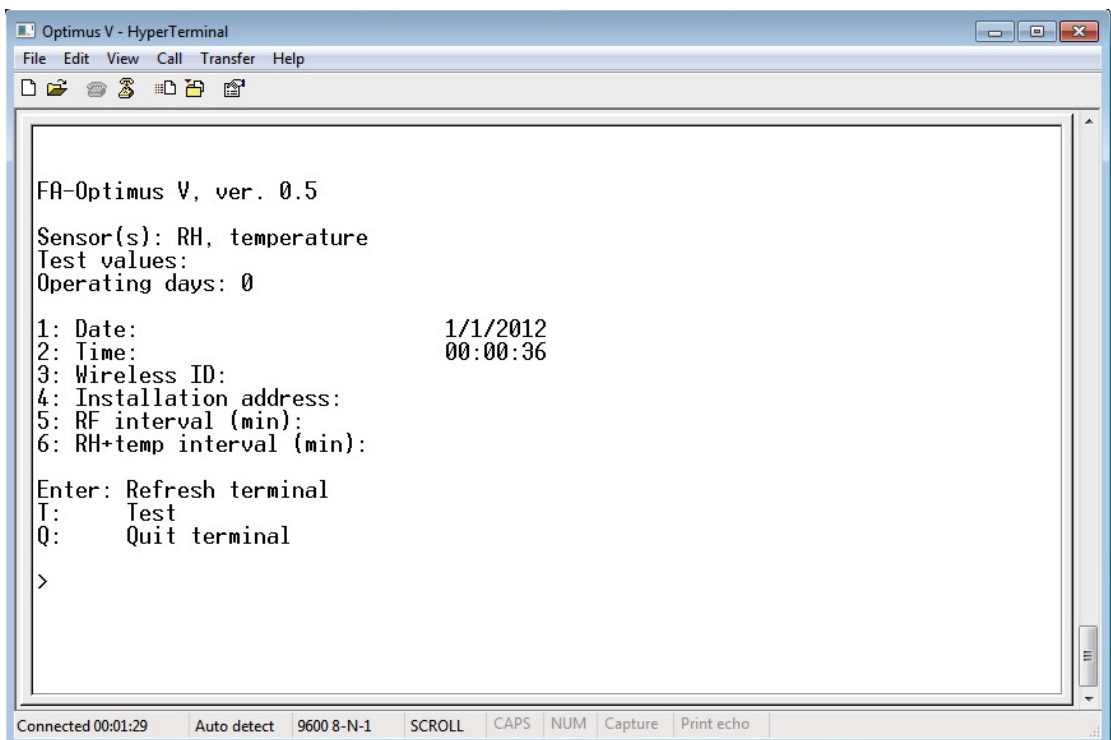 Optimus V - HyperTerminal
File Edit View Call Transfer Help
FA-Optimus V, ver. 0.5
Sensor(s): RH, temperature
Test values:
Operating days: 0
1: Date: 1/1/2012
2: Time: 00:00:36
3: Wireless ID:
4: Installation address:
5: RF interval (min):
6: RH+temp interval (min):
Enter: Refresh terminal
T: Test
Q: Quit terminal
>
Connected 00:01:29 Auto detect 9600 8-N-1 SCROLL CAPS NUM Capture Print echo